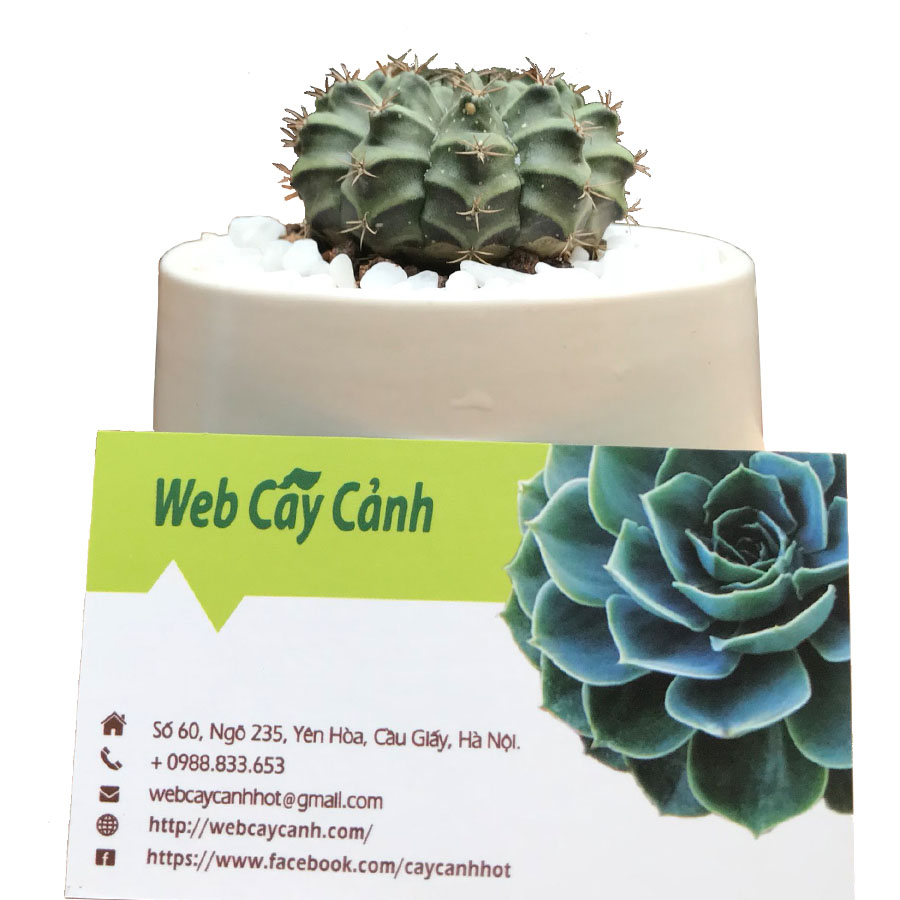 Web Cây Cảnh
Số 60, Ngõ 235, Yên Hòa, Cầu Giấy, Hà Nội.
+ 0988.833.653
webcaycanhhot@gmail.com
http://webcaycanh.com/
https://www.facebook.com/caycanhhot